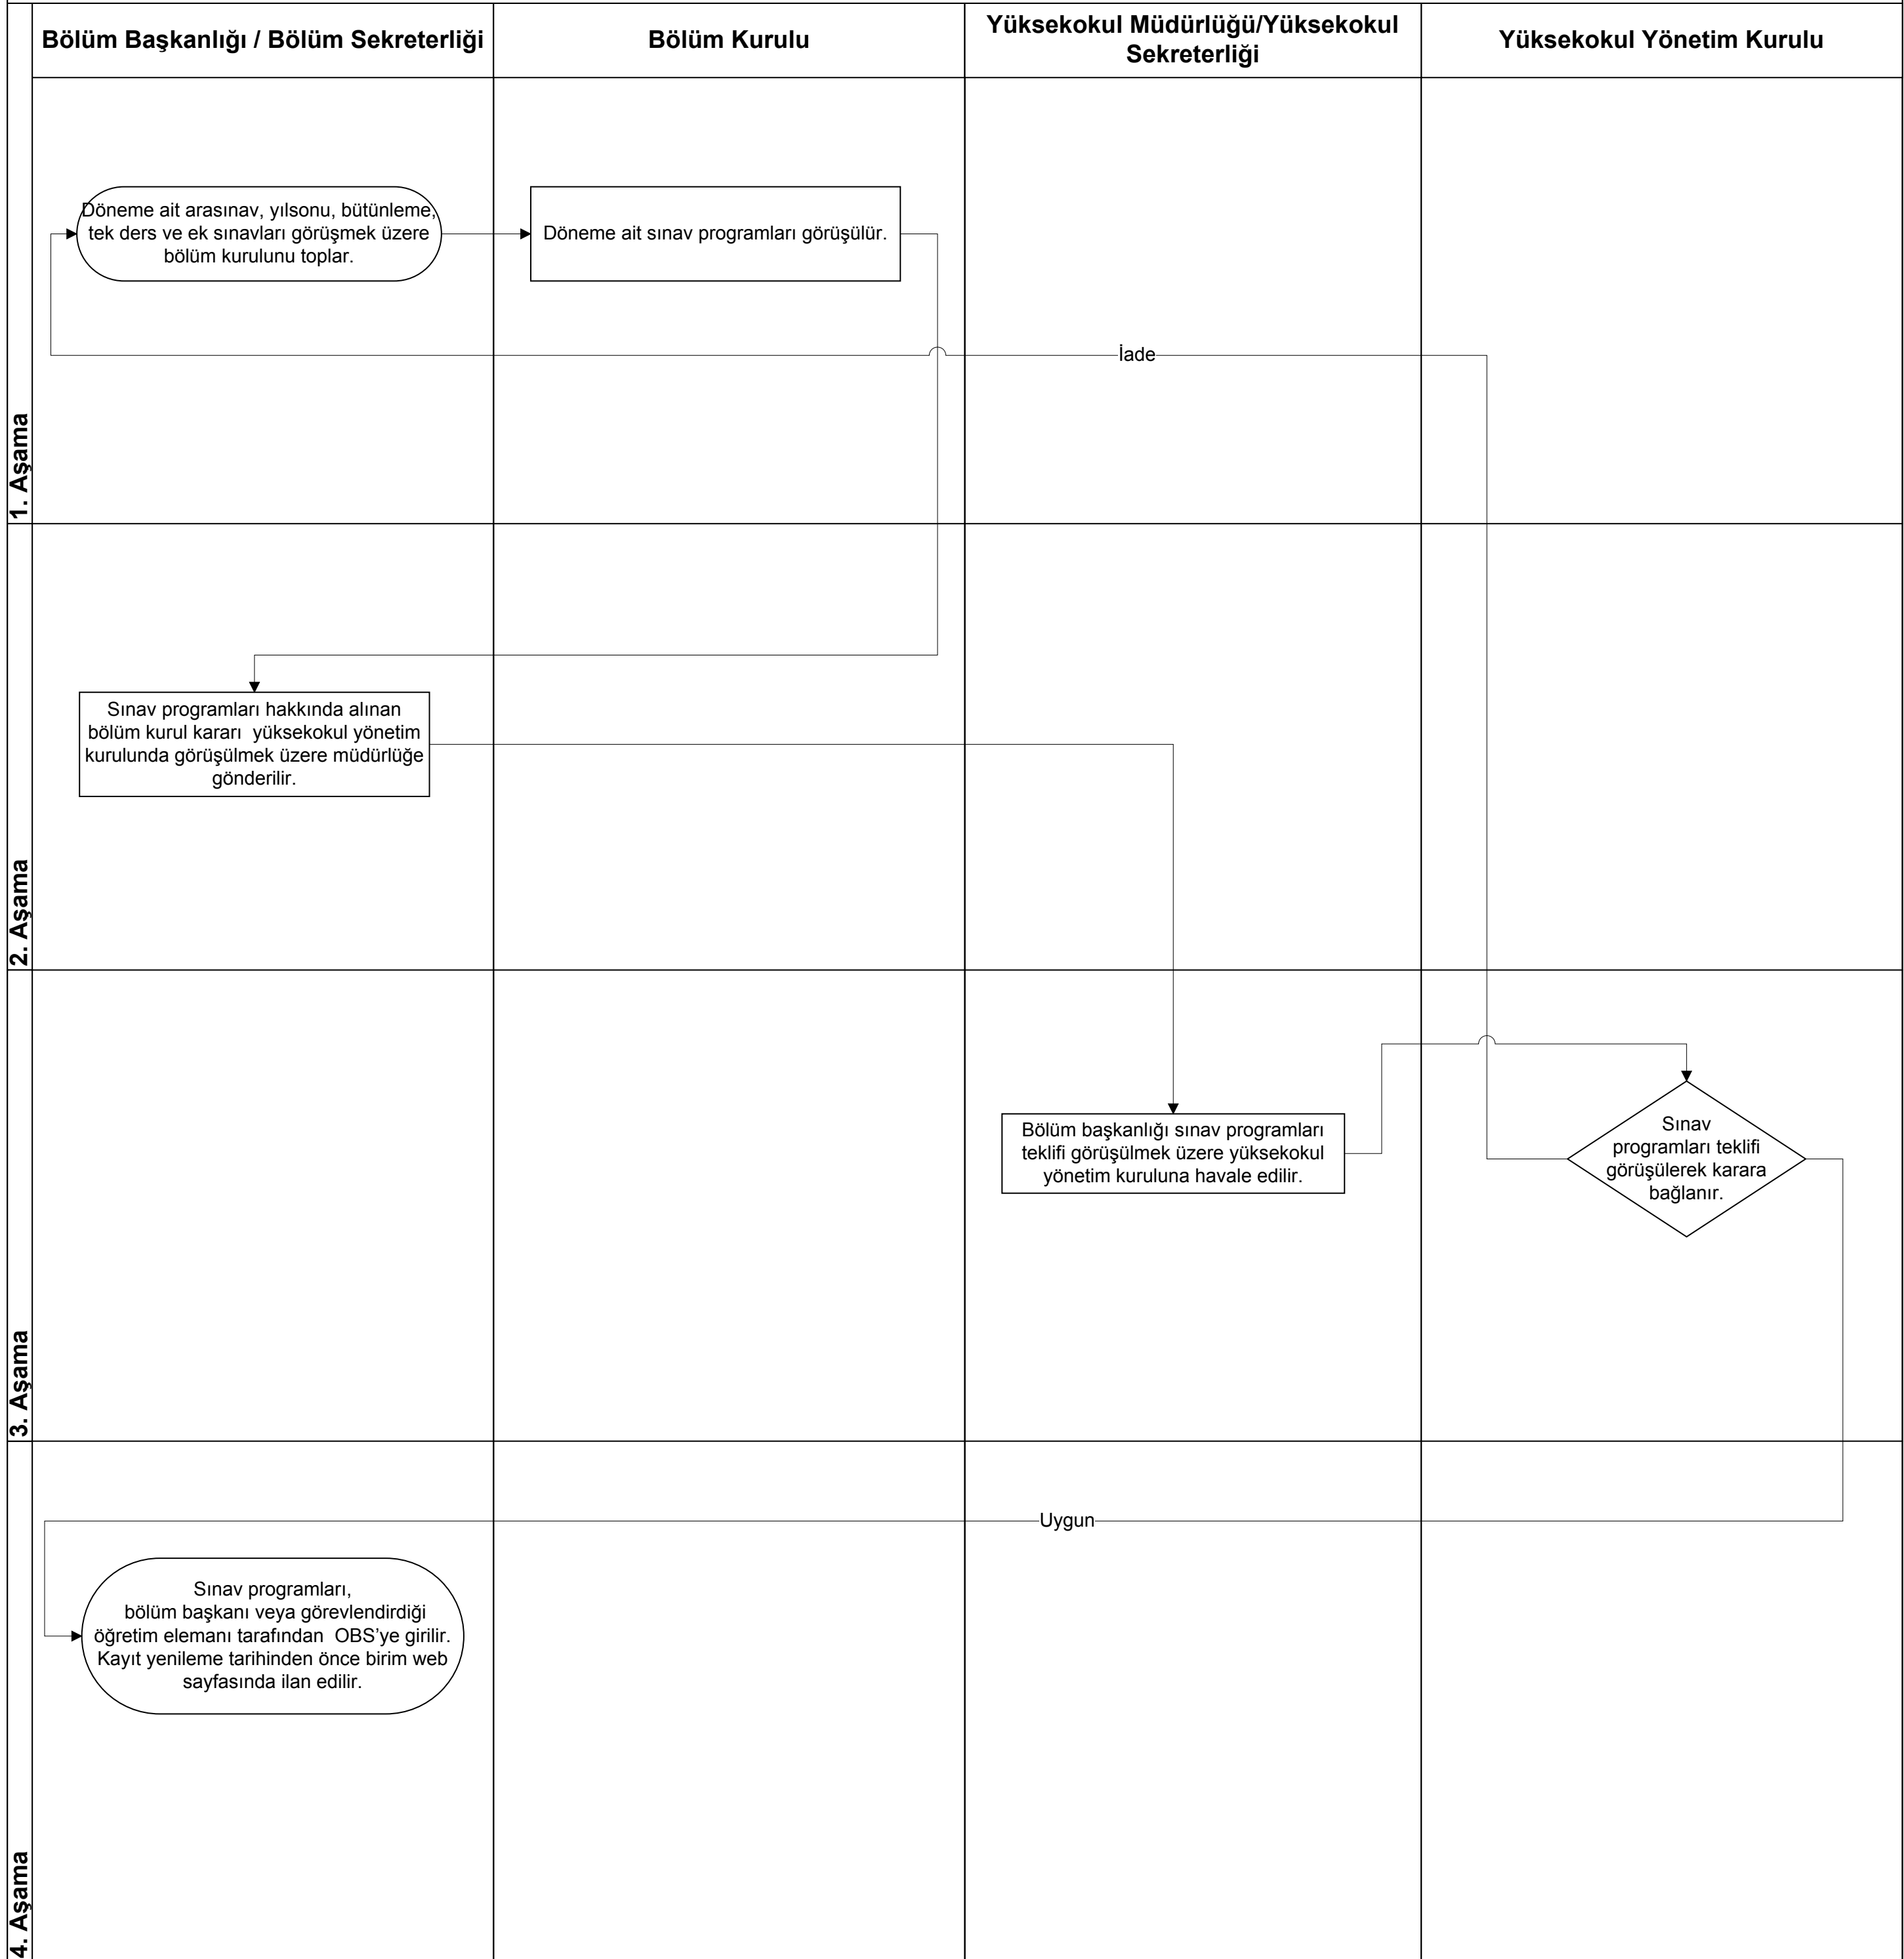 Bölüm Başkanlığı / Bölüm Sekreterliği
Bölüm Kurulu
Yüksekokul Müdürlüğü/Yüksekokul
Sekreterliği
Yüksekokul Yönetim Kurulu
1. Aşama
Döneme ait arasınav, yılsonu, bütünleme,
tek ders ve ek sınavları görüşmek üzere
bölüm kurulunu toplar.
Döneme ait sınav programları görüşülür.
İade
2. Aşama
Sınav programları hakkında alınan
bölüm kurul kararı  yüksekokul yönetim
kurulunda görüşülmek üzere müdürlüğe
gönderilir.
3. Aşama
Bölüm başkanlığı sınav programları
teklifi görüşülmek üzere yüksekokul
yönetim kuruluna havale edilir.
Sınav
programları teklifi
görüşülerek karara
bağlanır.
4. Aşama
Uygun
Sınav programları,
bölüm başkanı veya görevlendirdiği
öğretim elemanı tarafından  OBS’ye girilir.
Kayıt yenileme tarihinden önce birim web
sayfasında ilan edilir.